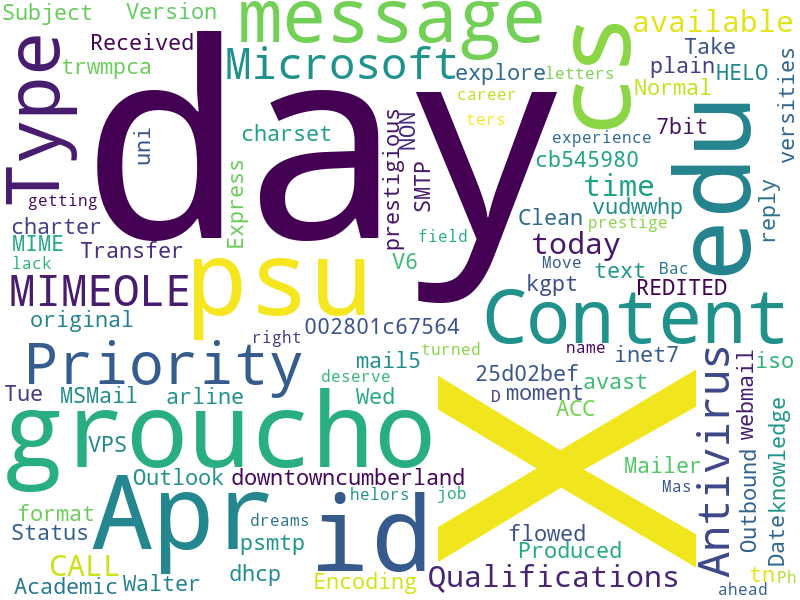 Subject Version message available
Received Take
trwmpca Microsoft explore letters plain HELO
Type day career Normal
cs ters 7bit versities
uni charset NON experience
Express prestigious SMTP cb545980 edu
getting time
charter Clean vudwwhp prestige reply
MIME Transfer field today
lack V6 Move text Bac
MIMEOLE psu kgpt REDITED
original 002801c67564 Content
right turned name inet7 iso
Priority mail5 25d02bef avast
Tue MSMail arline deserve Wed D moment
groucho ACC Antivirus webmail
VPS X
Outlook downtowncumberland Mailer knowledge
Apr id helors job Mas Outbound
format dreams
Status psmtp flowed Date
CALL Produced
Academic Walter dhcp Encoding Qualifications tn Ph
ahead